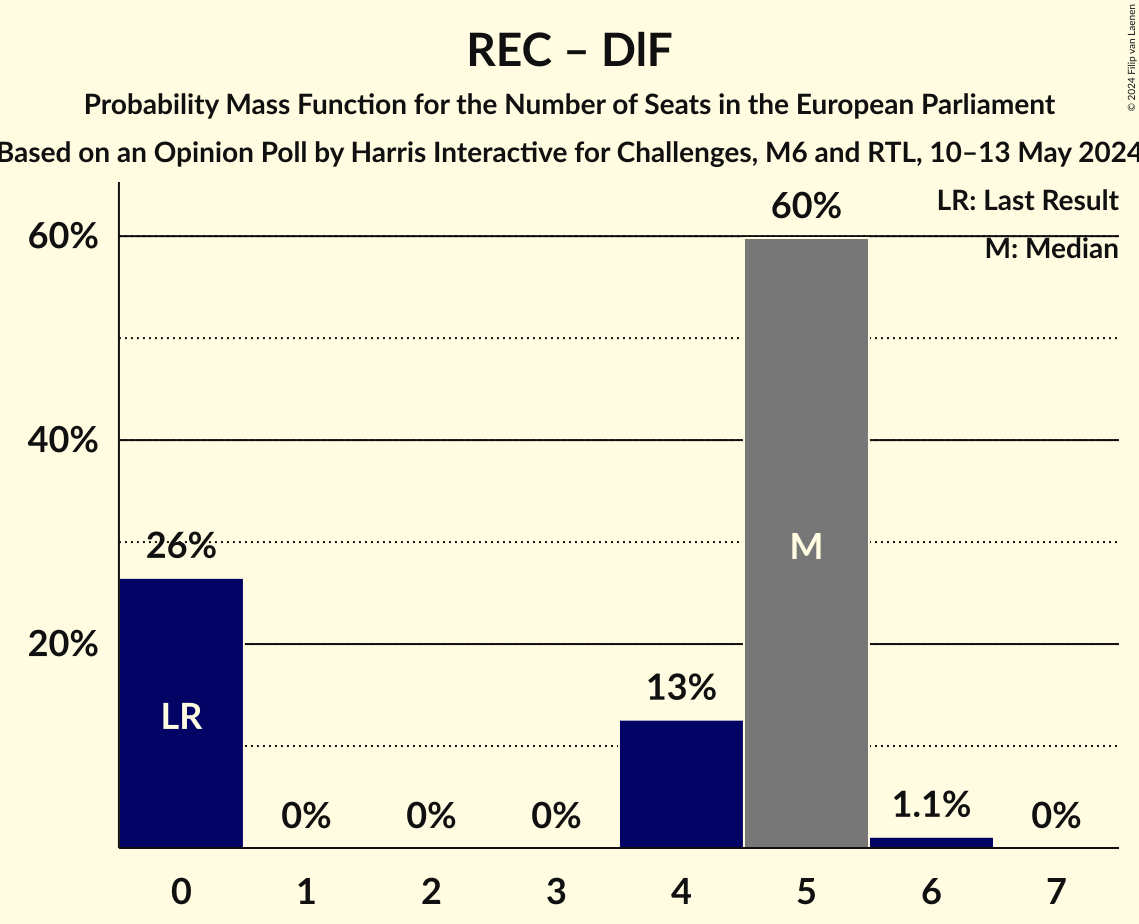 REC – DIF
Probability Mass Function for the Number of Seats in the European Parliament
Based on an Opinion Poll by Harris Interactive for Challenges, M6 and RTL, 10–13 May 2024
© 2024 Filip van Laenen
LR: Last Result
M: Median
60%
40%
20%
26%
0%
0%
0%
13%
60%
1.1%
0%
LR
M
0 1 2 3 4 5 6 7